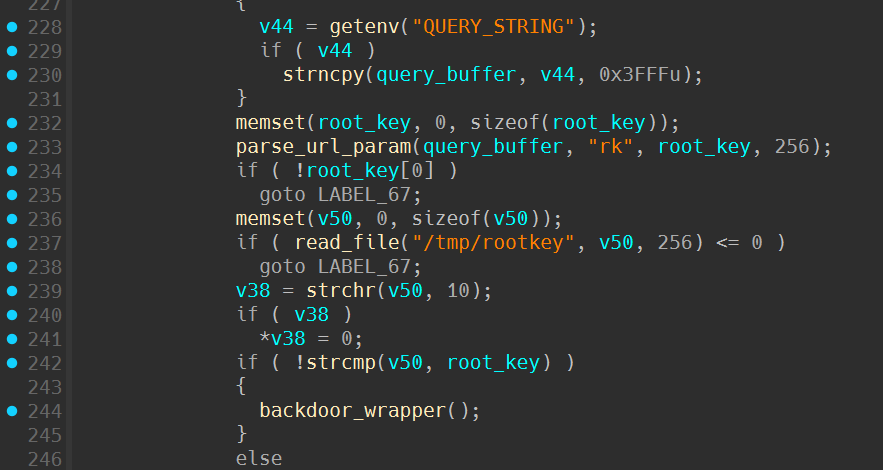 227 {
228 v44 = getenv("QUERY_STRING");
229 if ( v44 )
230 strncpy(query_buffer, v44, 0x3FFFu);
231 }
232 memset(root_key, 0, sizeof(root_key));
233 parse_url_param(query_buffer, "rk", root_key, 256);
234 if ( !root_key[0] )
235 goto LABEL_67;
236 memset(v50, 0, sizeof(v50));
237 if ( read_file("/tmp/rootkey", v50, 256) <= 0 )
238 goto LABEL_67;
239 v38 = strchr(v50, 10);
240 if ( v38 )
241 *v38 = 0;
242 if ( !strcmp(v50, root_key) )
243 {
244 backdoor_wrapper();
245 }
246 else